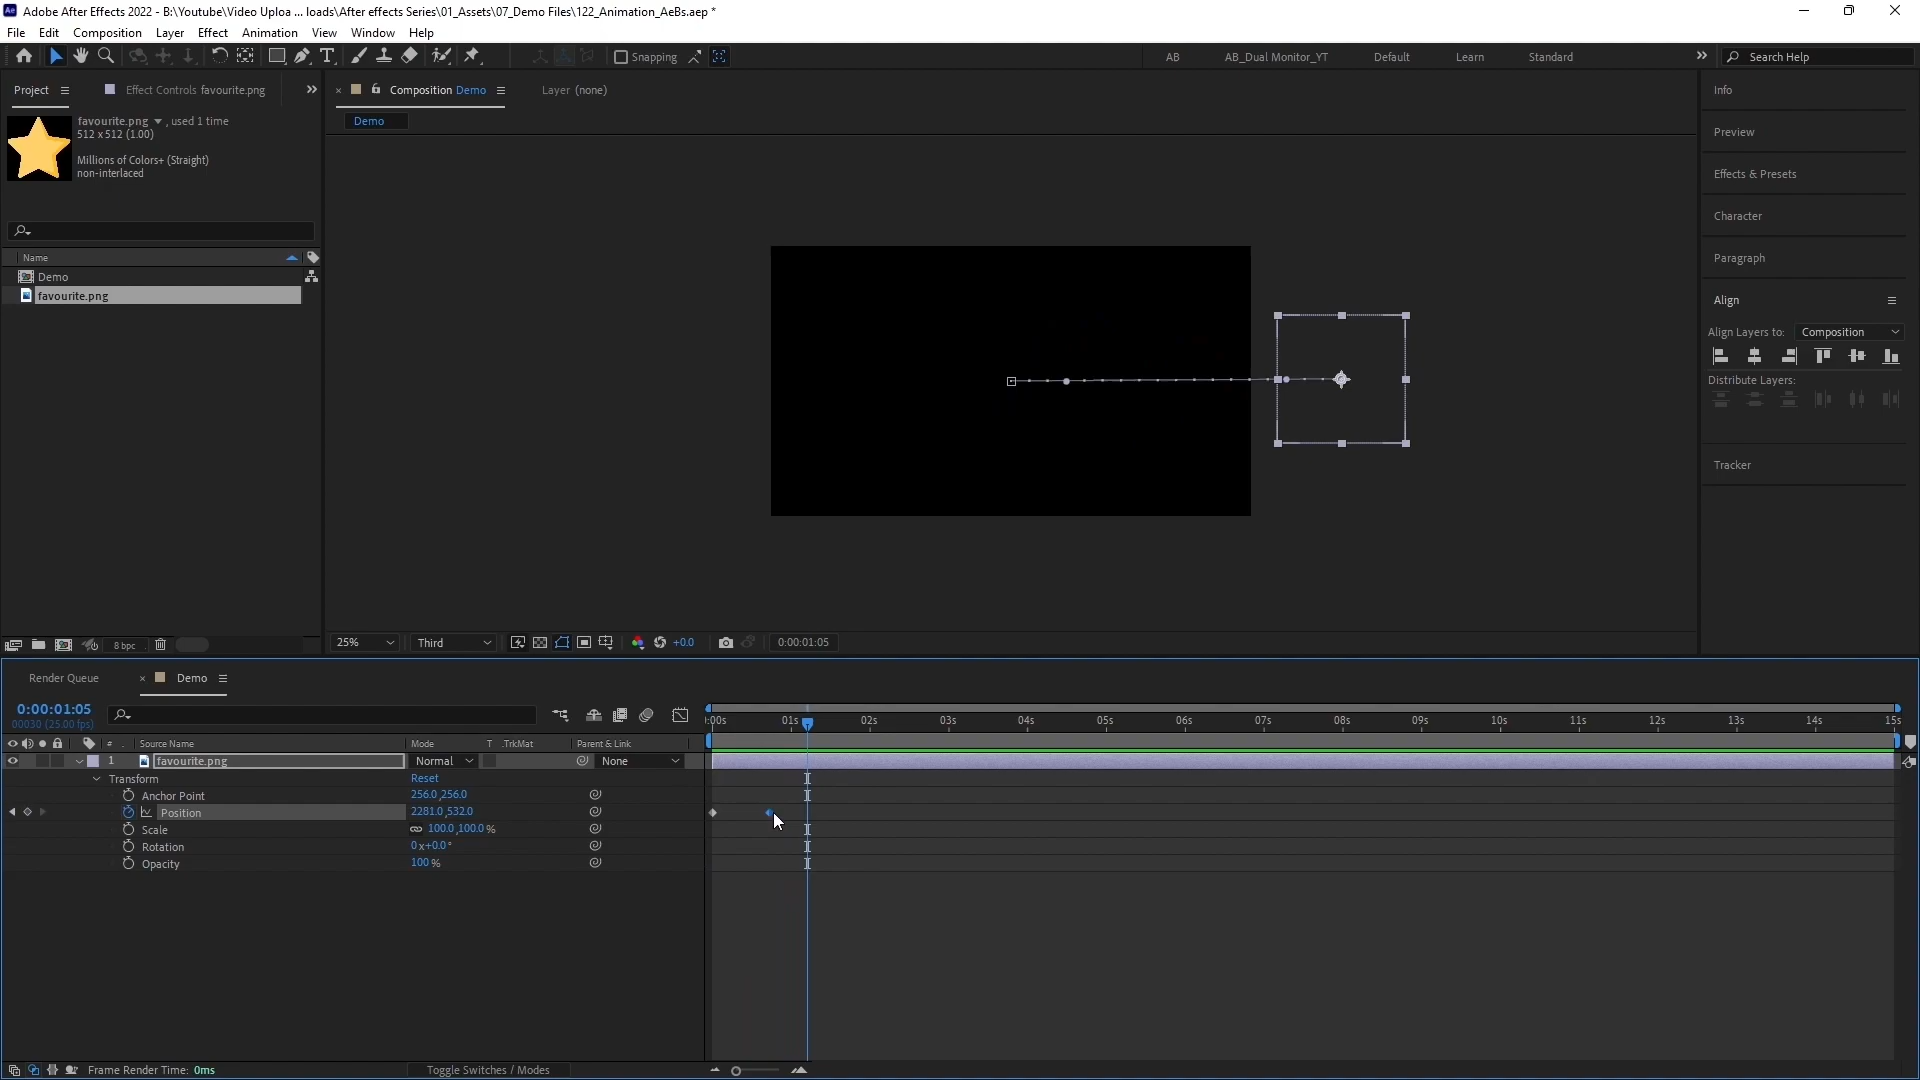 Adobe After Effects 2022 - B:\Youtube\Video Uploa ... loads\After effects Series\01_Assets\07_Demo Files\122_Animation_AeBs.aep *
File Edit Composition Layer Effect Animation View Window Help
Snapping AB AB_Dual Monitor_YT Default Learn Standard Search Help
Project Effect Controls favourite.png
Composition Demo Layer (none)
favourite.png , used 1 time
512 x 512 (1.00)
Millions of Colors+ (Straight)
non-interlaced
Demo
Name
Demo
favourite.png
Info
Preview
Effects & Presets
Character
Paragraph
Align
Align Layers to: Composition
Distribute Layers:
Tracker
8 bpc
25% Third +0.0 0:00:01:05
Render Queue Demo
0:00:01:05
00030 (25.00 fps)
:00s 01s 02s 03s 04s 05s 06s 07s 08s 09s 10s 11s 12s 13s 14s 15s
# Source Name Mode T .TrkMat Parent & Link
1 favourite.png Normal None
Transform Reset
Anchor Point 256.0,256.0
Position 2281.0,532.0
Scale 100.0,100.0%
Rotation 0x+0.0°
Opacity 100%
Frame Render Time: 0ms Toggle Switches / Modes